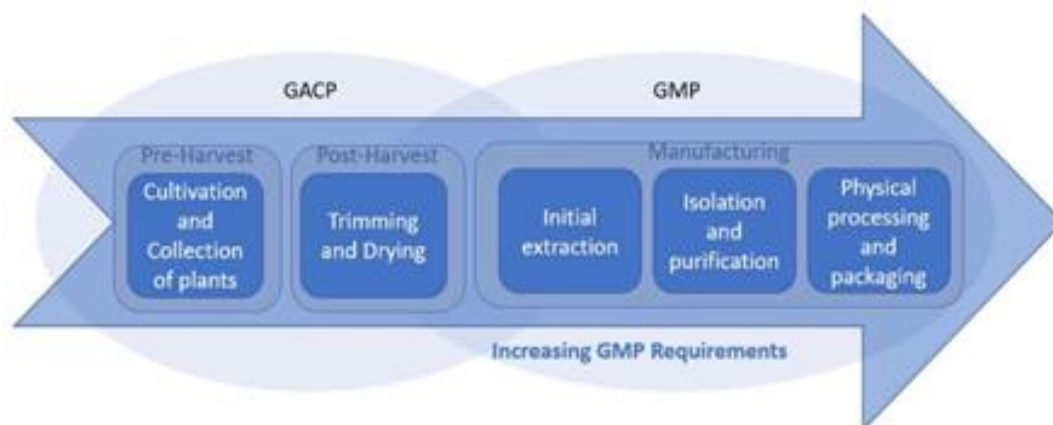 GACP
GMP
Pre-Harvest
Post-Harvest
Manufacturing
Cultivation
and
Collection
of plants
Trimming
and Drying
Initial
extraction
Isolation
and
purification
Physical
processing
and
packaging
Increasing GMP Requirements